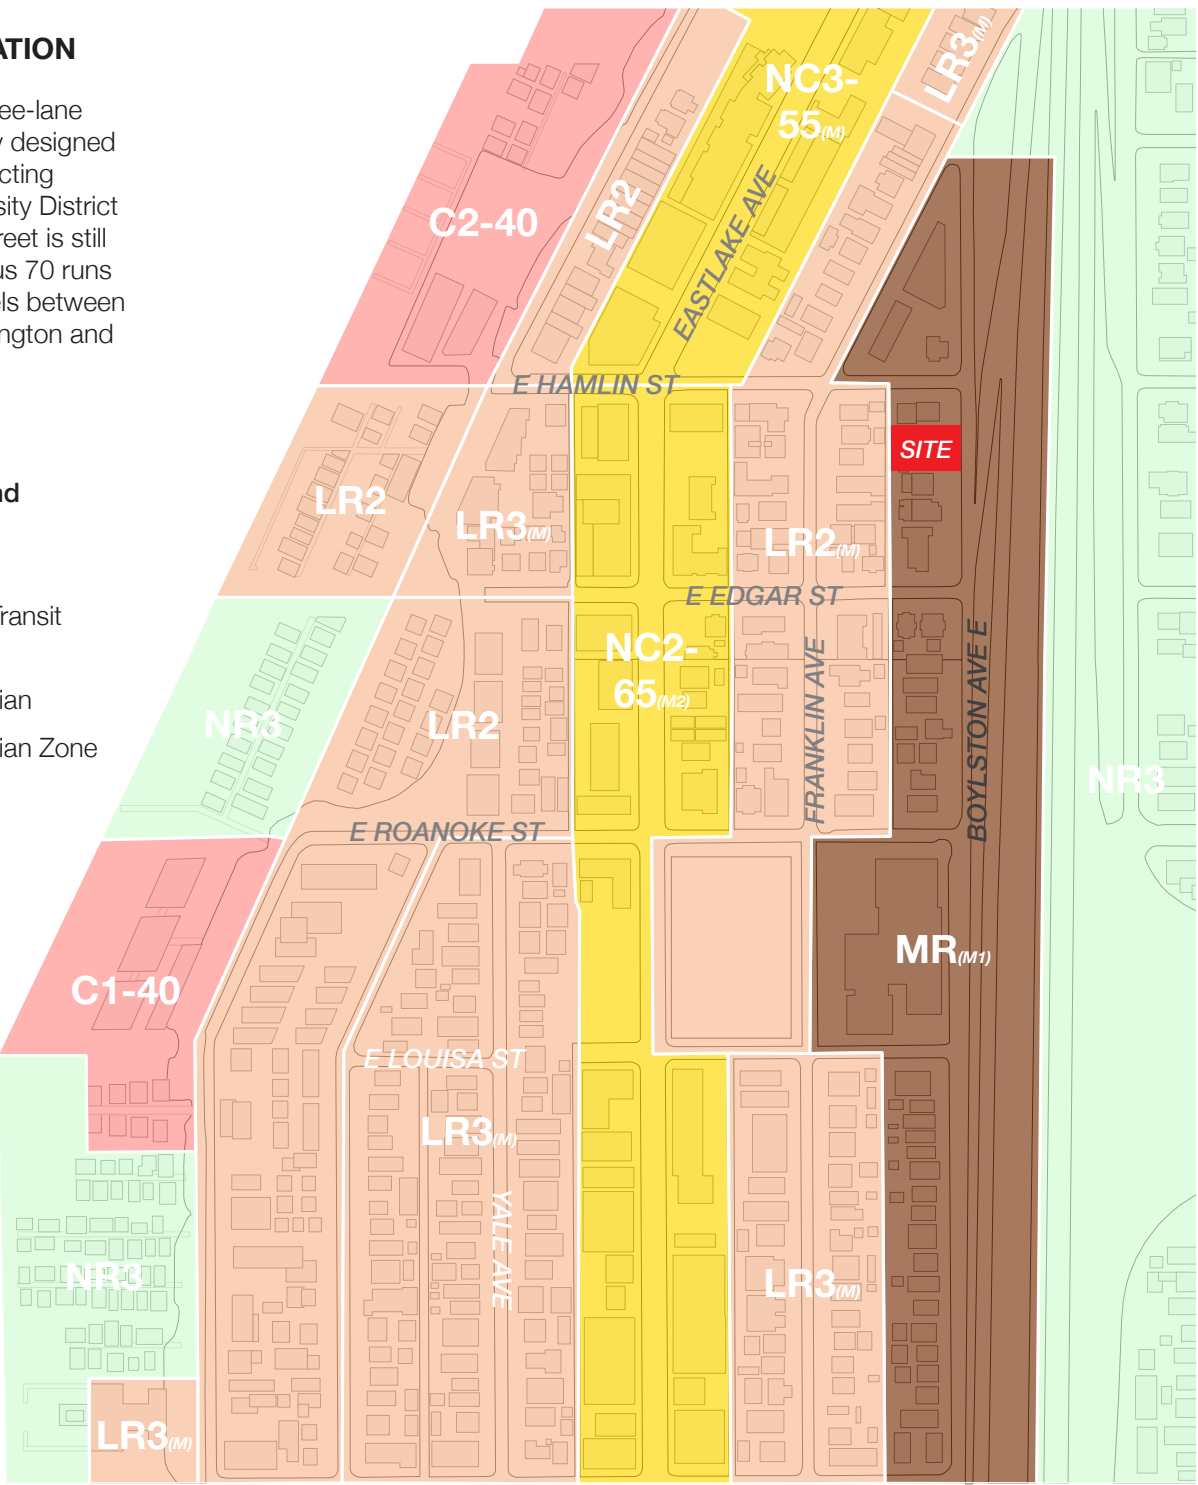 ATION
ee-lane
y designed
cting
sity District
reet is still
us 70 runs
els between
ington and
nd
Transit
ian
ian Zone
LR3(M)
NC3-
55(M)
C2-40
LR2
EASTLAKE AVE
E HAMLIN ST
SITE
LR2
LR3(M)
LR2(M)
E EDGAR ST
NC2-
65(M2)
FRANKLIN AVE
BOYLSTON AVE E
NR3
LR2
NR3
E ROANOKE ST
MR(M1)
C1-40
E LOUISA ST
LR3(M)
YALE AVE
NR3
LR3(M)
LR3(M)